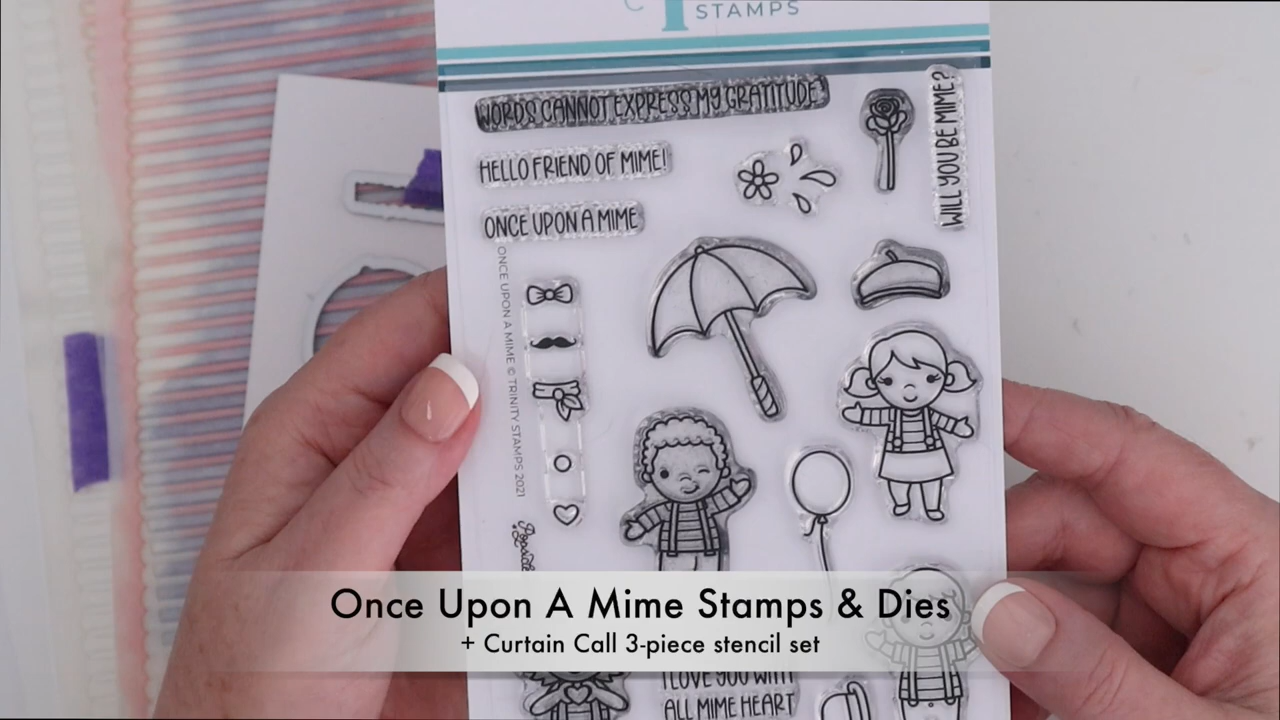 STAMPS
WORDS CANNOT EXPRESS MY GRATITUDE
HELLO FRIEND OF MIME!
ONCE UPON A MIME
WILL YOU BE MIME?
ONCE UPON A MIME © TRINITY STAMPS 2021
Once Upon A Mime Stamps & Dies
+ Curtain Call 3-piece stencil set
I LOVE YOU WITH
ALL MIME HEART